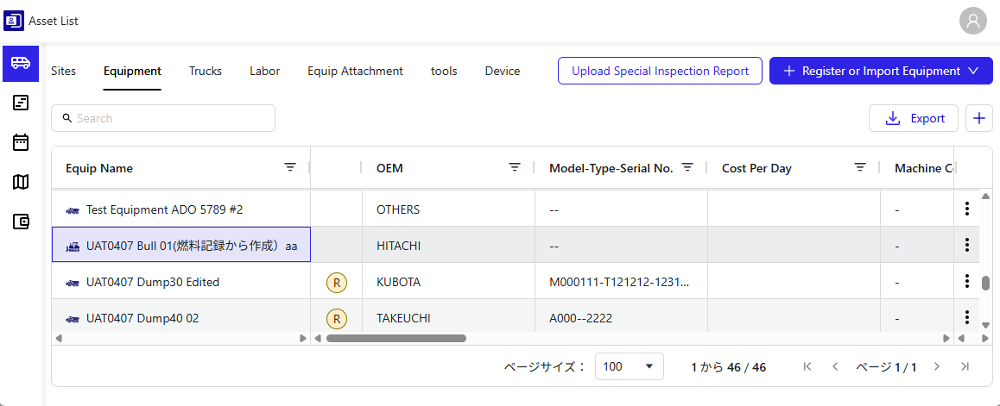 Asset List
Sites Equipment Trucks Labor Equip Attachment tools Device Upload Special Inspection Report Register or Import Equipment
Search Export
Equip Name OEM Model-Type-Serial No. Cost Per Day Machine C
Test Equipment ADO 5789 #2 OTHERS -- -
UAT0407 Bull 01(燃料記録から作成）aa HITACHI -- -
UAT0407 Dump30 Edited R KUBOTA M000111-T121212-1231... -
UAT0407 Dump40 02 R TAKEUCHI A000--2222 -
ページサイズ： 100 1 から 46 / 46 ページ 1 / 1